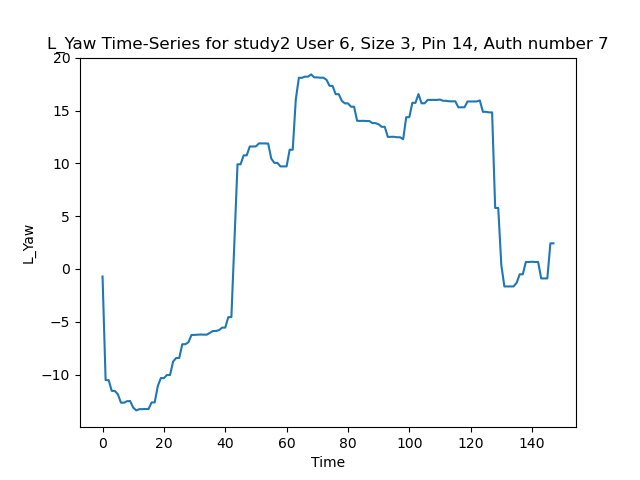 L_Yaw Time-Series for study2 User 6, Size 3, Pin 14, Auth number 7
20
15
10
5
0
−5
−10
L_Yaw
0 20 40 60 80 100 120 140
Time